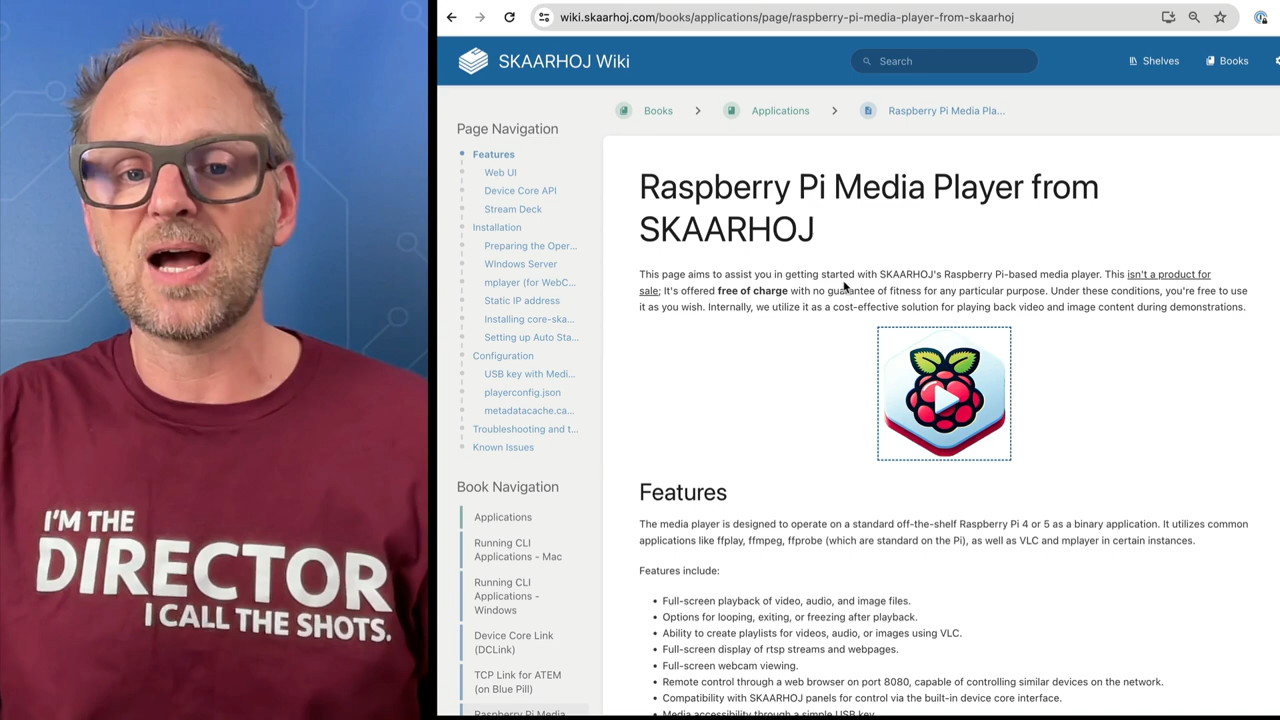 wiki.skaarhoj.com/books/applications/page/raspberry-pi-media-player-from-skaarhoj
SKAARHOJ Wiki
Search
Shelves
Books
Books
Applications
Raspberry Pi Media Pla...
Page Navigation
Features
Web UI
Device Core API
Stream Deck
Installation
Preparing the Oper...
WIndows Server
mplayer (for WebC...
Static IP address
Installing core-ska...
Setting up Auto Sta...
Configuration
USB key with Medi...
playerconfig.json
metadatacache.ca...
Troubleshooting and t...
Known Issues
Book Navigation
Applications
Running CLI
Applications - Mac
Running CLI
Applications -
Windows
Device Core Link
(DCLink)
TCP Link for ATEM
(on Blue Pill)
Raspberry Pi Media
Raspberry Pi Media Player from
SKAARHOJ
This page aims to assist you in getting started with SKAARHOJ's Raspberry Pi-based media player. This isn't a product for
sale; It's offered free of charge with no guarantee of fitness for any particular purpose. Under these conditions, you're free to use
it as you wish. Internally, we utilize it as a cost-effective solution for playing back video and image content during demonstrations.
Features
The media player is designed to operate on a standard off-the-shelf Raspberry Pi 4 or 5 as a binary application. It utilizes common
applications like ffplay, ffmpeg, ffprobe (which are standard on the Pi), as well as VLC and mplayer in certain instances.
Features include:
• Full-screen playback of video, audio, and image files.
• Options for looping, exiting, or freezing after playback.
• Ability to create playlists for videos, audio, or images using VLC.
• Full-screen display of rtsp streams and webpages.
• Full-screen webcam viewing.
• Remote control through a web browser on port 8080, capable of controlling similar devices on the network.
• Compatibility with SKAARHOJ panels for control via the built-in device core interface.
• Media accessibility through a simple USB key.
I'M THE
DIRECTOR
I CALL THE SHOTS.